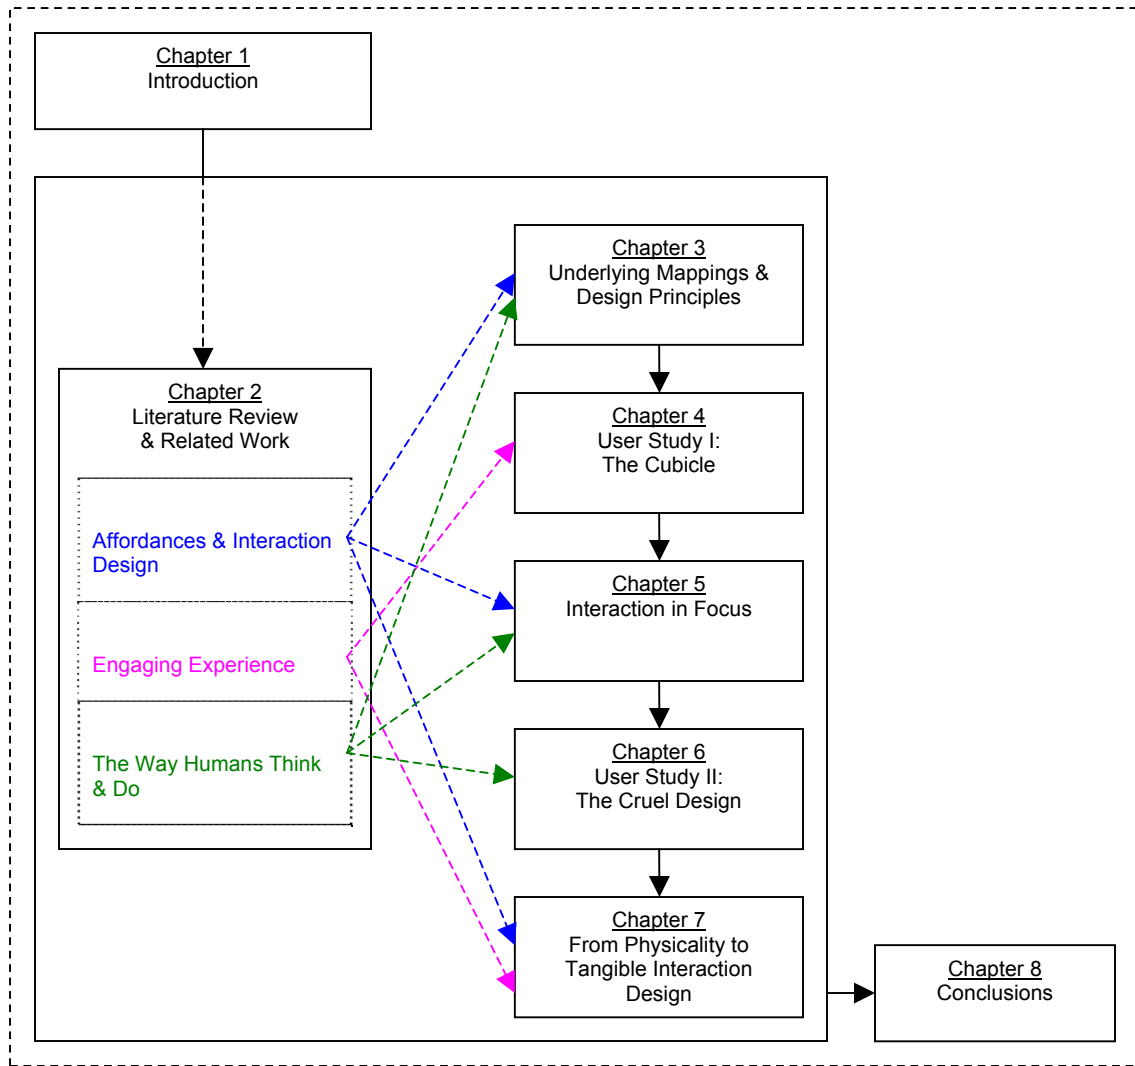 Chapter 1
Introduction
Chapter 2
Literature Review
& Related Work
Affordances & Interaction
Design
Engaging Experience
The Way Humans Think
& Do
Chapter 3
Underlying Mappings &
Design Principles
Chapter 4
User Study I:
The Cubicle
Chapter 5
Interaction in Focus
Chapter 6
User Study II:
The Cruel Design
Chapter 7
From Physicality to
Tangible Interaction
Design
Chapter 8
Conclusions